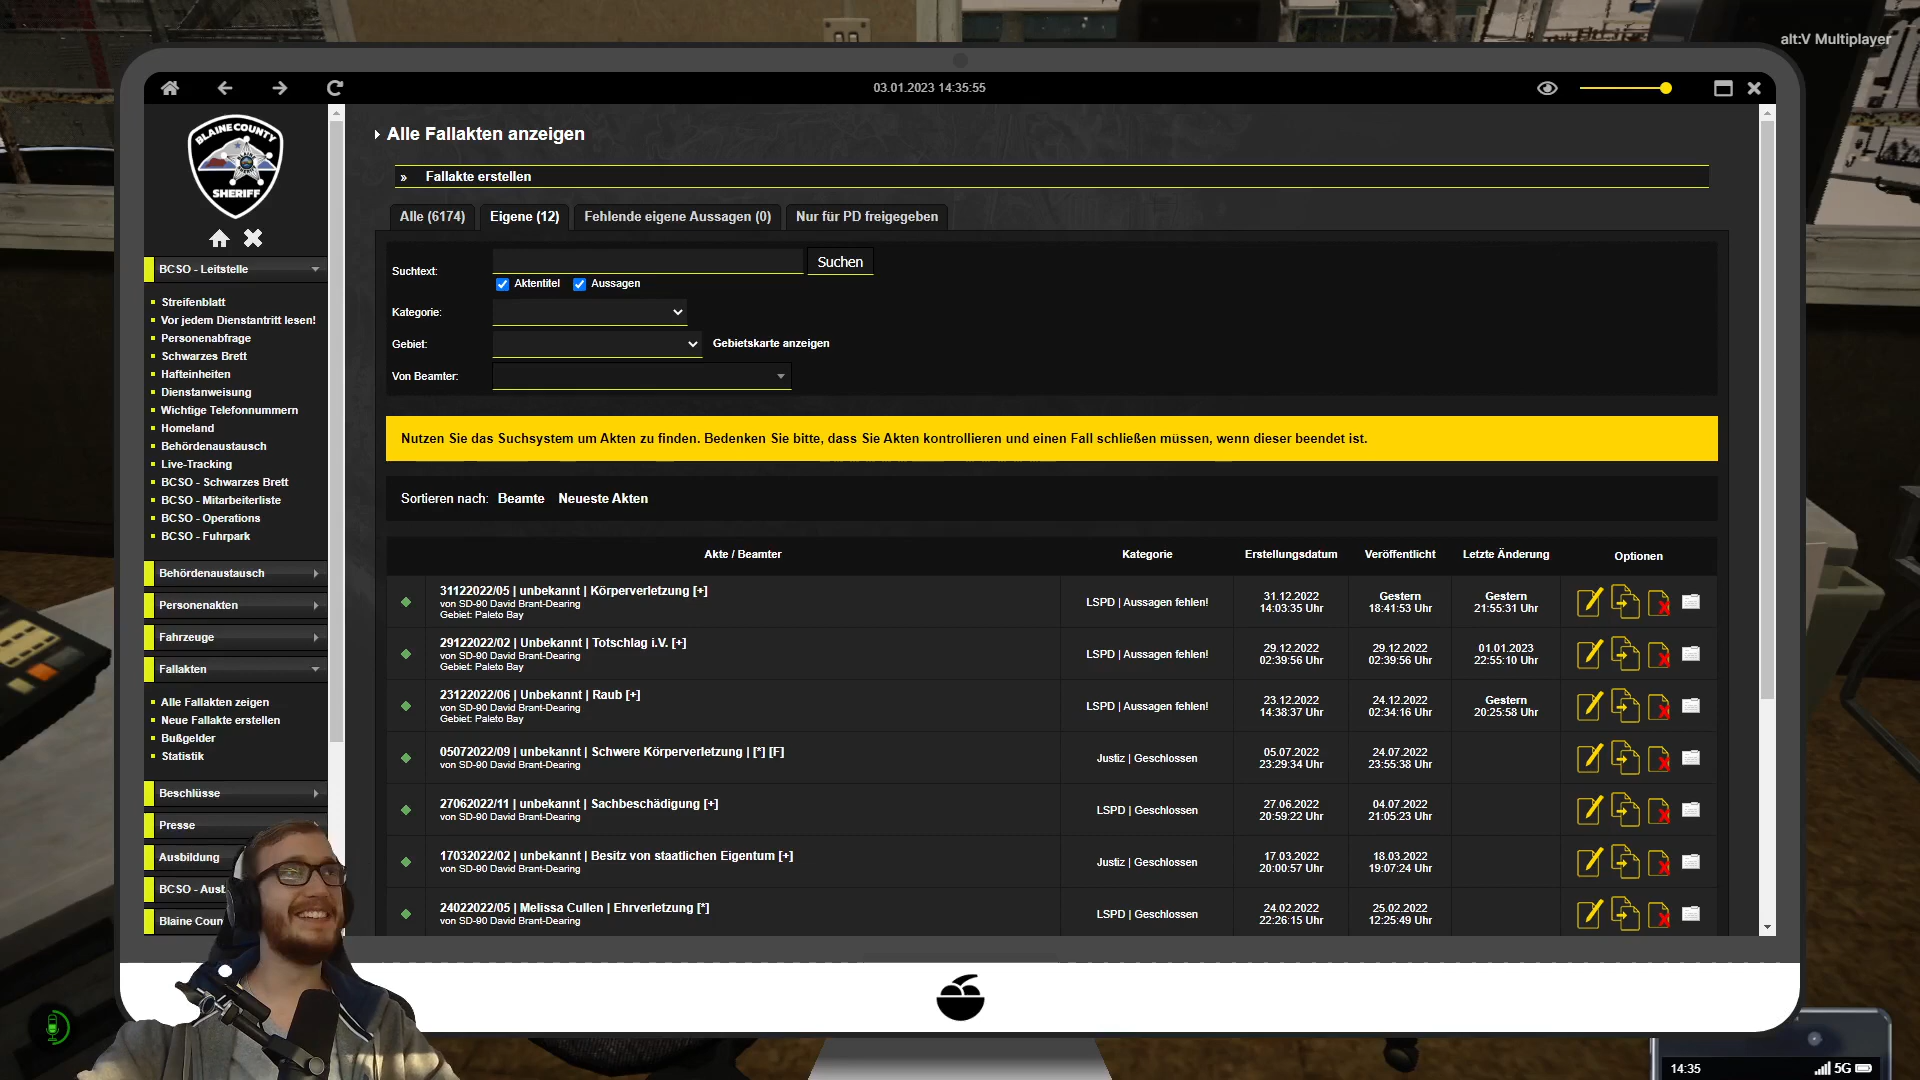 alt:V Multiplayer
03.01.2023 14:35:55
BLAINE COUNTY
SHERIFF
BCSO - Leitstelle
Streifenblatt
Vor jedem Dienstantritt lesen!
Personenabfrage
Schwarzes Brett
Hafteinheiten
Dienstanweisung
Wichtige Telefonnummern
Homeland
Behördenaustausch
Live-Tracking
BCSO - Schwarzes Brett
BCSO - Mitarbeiterliste
BCSO - Operations
BCSO - Fuhrpark
Behördenaustausch
Personenakten
Fahrzeuge
Fallakten
Alle Fallakten zeigen
Neue Fallakte erstellen
Bußgelder
Statistik
Beschlüsse
Presse
Ausbildung
BCSO - Aust
Blaine Coun
Alle Fallakten anzeigen
» Fallakte erstellen
Alle (6174) Eigene (12) Fehlende eigene Aussagen (0) Nur für PD freigegeben
Suchtext: Suchen
Aktentitel Aussagen
Kategorie:
Gebiet: Gebietskarte anzeigen
Von Beamter:
Nutzen Sie das Suchsystem um Akten zu finden. Bedenken Sie bitte, dass Sie Akten kontrollieren und einen Fall schließen müssen, wenn dieser beendet ist.
Sortieren nach: Beamte Neueste Akten
Akte / Beamter Kategorie Erstellungsdatum Veröffentlicht Letzte Änderung Optionen
31122022/05 | unbekannt | Körperverletzung [+]
von SD-90 David Brant-Dearing
Gebiet: Paleto Bay
LSPD | Aussagen fehlen!
31.12.2022 Gestern Gestern
14:03:35 Uhr 18:41:53 Uhr 21:55:31 Uhr
29122022/02 | Unbekannt | Totschlag i.V. [+]
von SD-90 David Brant-Dearing
Gebiet: Paleto Bay
LSPD | Aussagen fehlen!
29.12.2022 29.12.2022 01.01.2023
02:39:56 Uhr 02:39:56 Uhr 22:55:10 Uhr
23122022/06 | Unbekannt | Raub [+]
von SD-90 David Brant-Dearing
Gebiet: Paleto Bay
LSPD | Aussagen fehlen!
23.12.2022 24.12.2022 Gestern
14:38:37 Uhr 02:34:16 Uhr 20:25:58 Uhr
05072022/09 | unbekannt | Schwere Körperverletzung | [*] [F]
von SD-90 David Brant-Dearing
Justiz | Geschlossen
05.07.2022 24.07.2022
23:29:34 Uhr 23:55:38 Uhr
27062022/11 | unbekannt | Sachbeschädigung [+]
von SD-90 David Brant-Dearing
LSPD | Geschlossen
27.06.2022 04.07.2022
20:59:22 Uhr 21:05:23 Uhr
17032022/02 | unbekannt | Besitz von staatlichen Eigentum [+]
von SD-90 David Brant-Dearing
Justiz | Geschlossen
17.03.2022 18.03.2022
20:00:57 Uhr 19:07:24 Uhr
24022022/05 | Melissa Cullen | Ehrverletzung [*]
von SD-90 David Brant-Dearing
LSPD | Geschlossen
24.02.2022 25.02.2022
22:26:15 Uhr 12:25:49 Uhr
14:35 5G